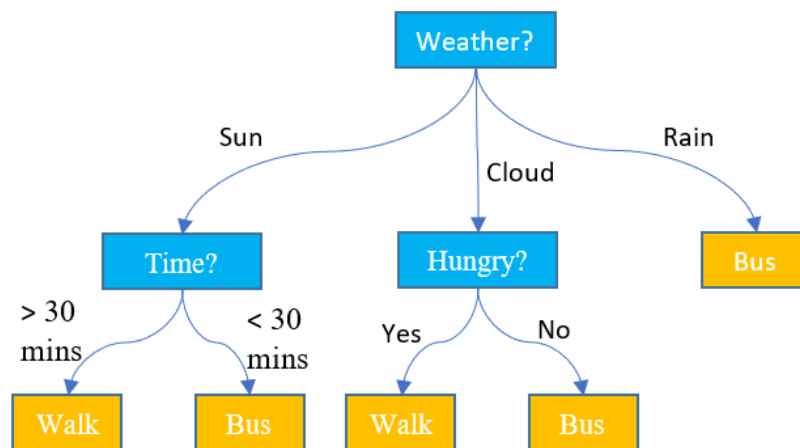 Weather?
Sun
Cloud
Rain
Time?
Hungry?
Bus
> 30
mins
< 30
mins
Yes
No
Walk
Bus
Walk
Bus